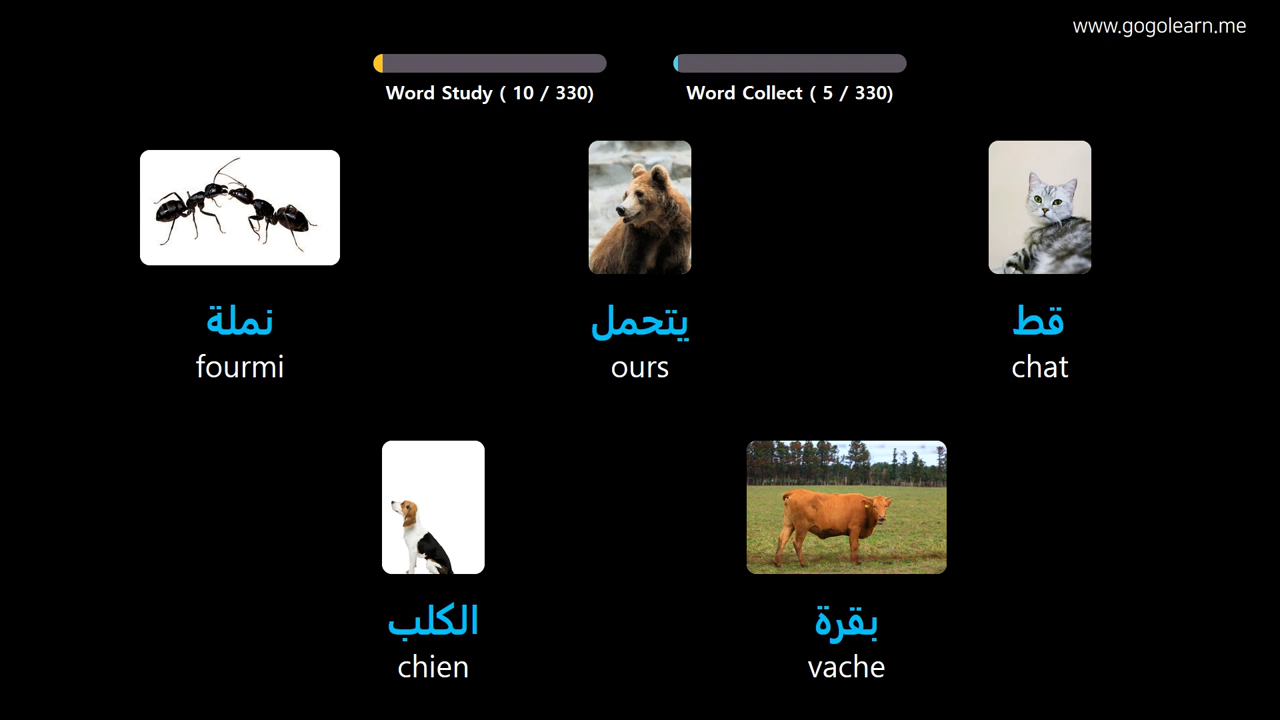 www.gogolearn.me
Word Study ( 10 / 330)
Word Collect ( 5 / 330)
نملة
fourmi
يتحمل
ours
قط
chat
الكلب
chien
بقرة
vache